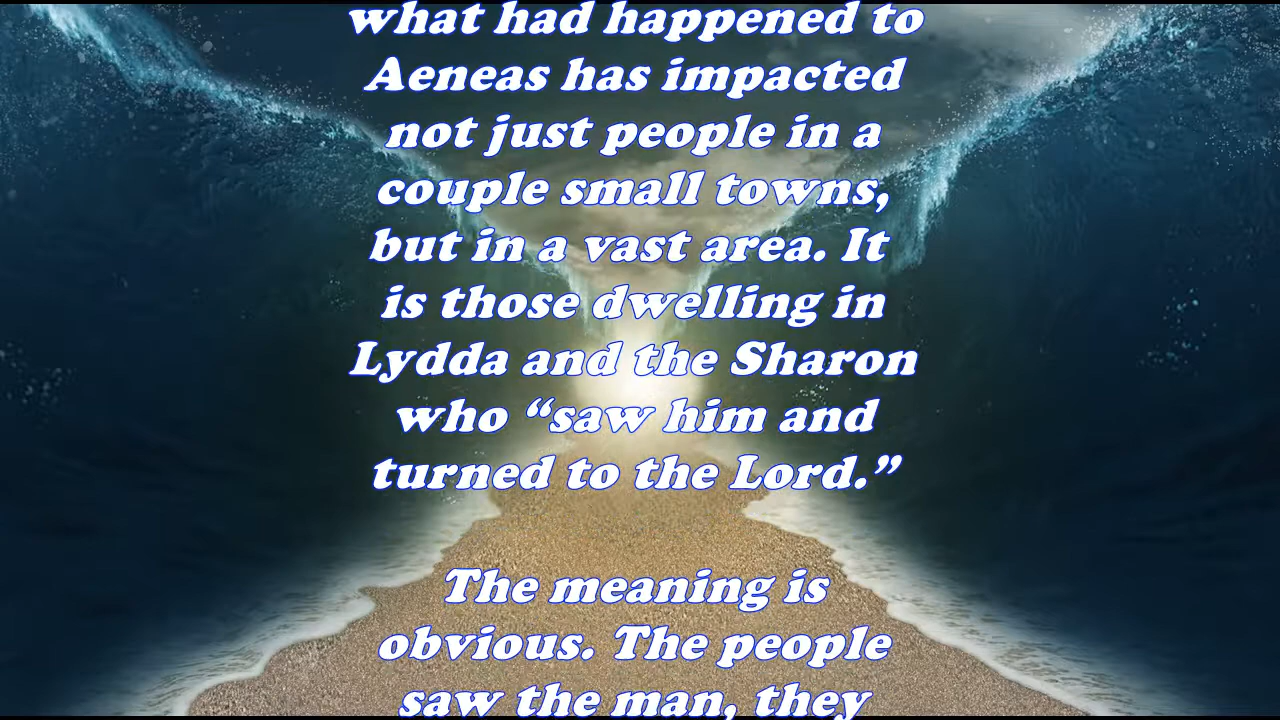 what had happened to
Aeneas has impacted
not just people in a
couple small towns,
but in a vast area. It
is those dwelling in
Lydda and the Sharon
who “saw him and
turned to the Lord.”
The meaning is
obvious. The people
saw the man, they